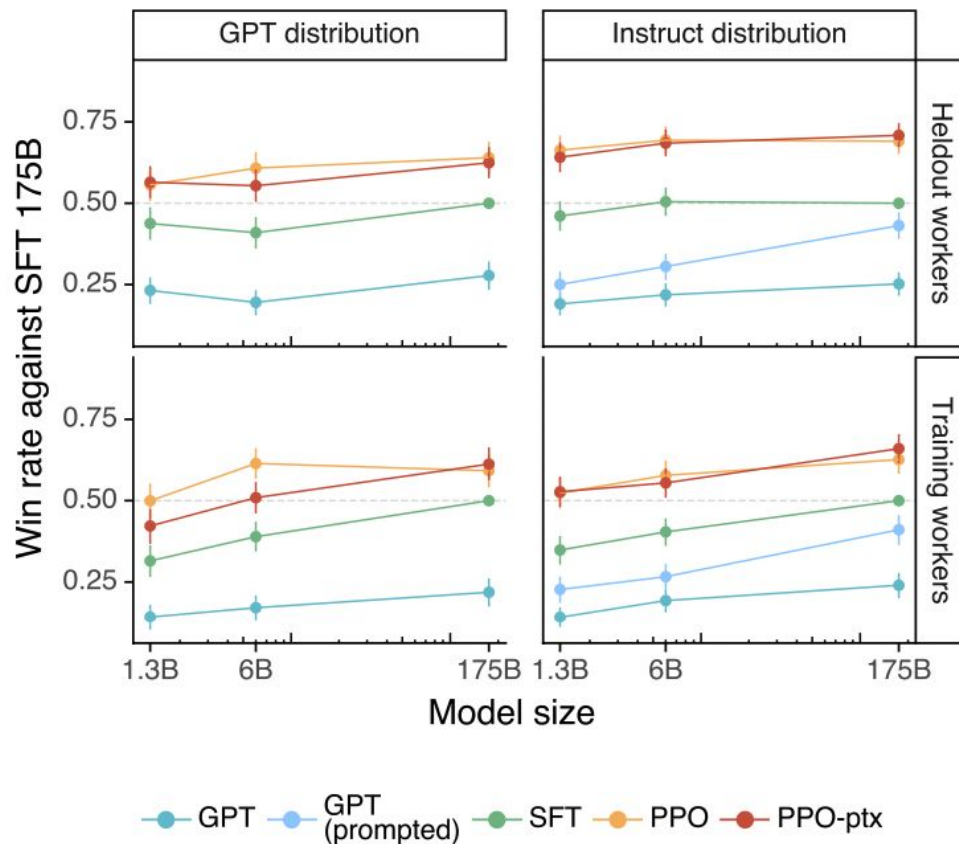 GPT distribution
Instruct distribution
Win rate against SFT 175B
0.75
0.50
0.25
Heldout workers
0.75
0.50
0.25
Training workers
1.3B 6B 175B
1.3B 6B 175B
Model size
GPT
GPT
(prompted)
SFT
PPO
PPO-ptx